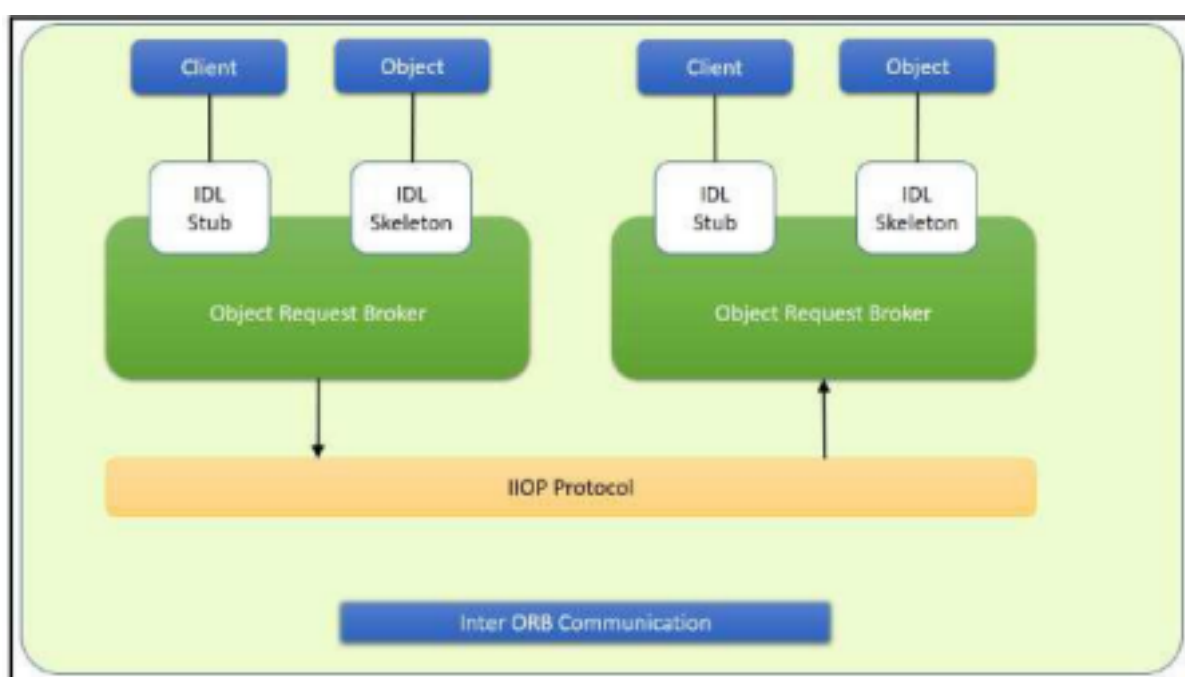 Client
Object
Client
Object
IDL
Stub
IDL
Skeleton
IDL
Stub
IDL
Skeleton
Object Request Broker
Object Request Broker
IIOP Protocol
Inter ORB Communication